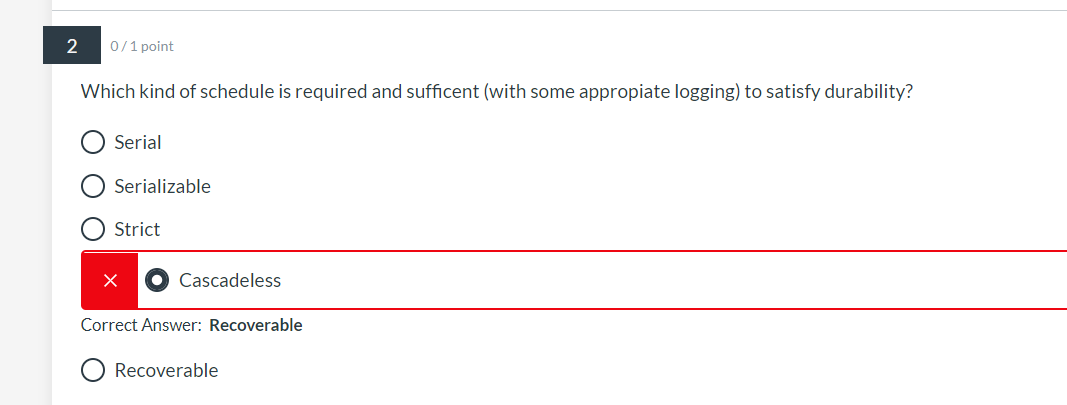 2
0 / 1 point
Which kind of schedule is required and sufficent (with some appropiate logging) to satisfy durability?
Serial
Serializable
Strict
Cascadeless
Correct Answer: Recoverable
Recoverable